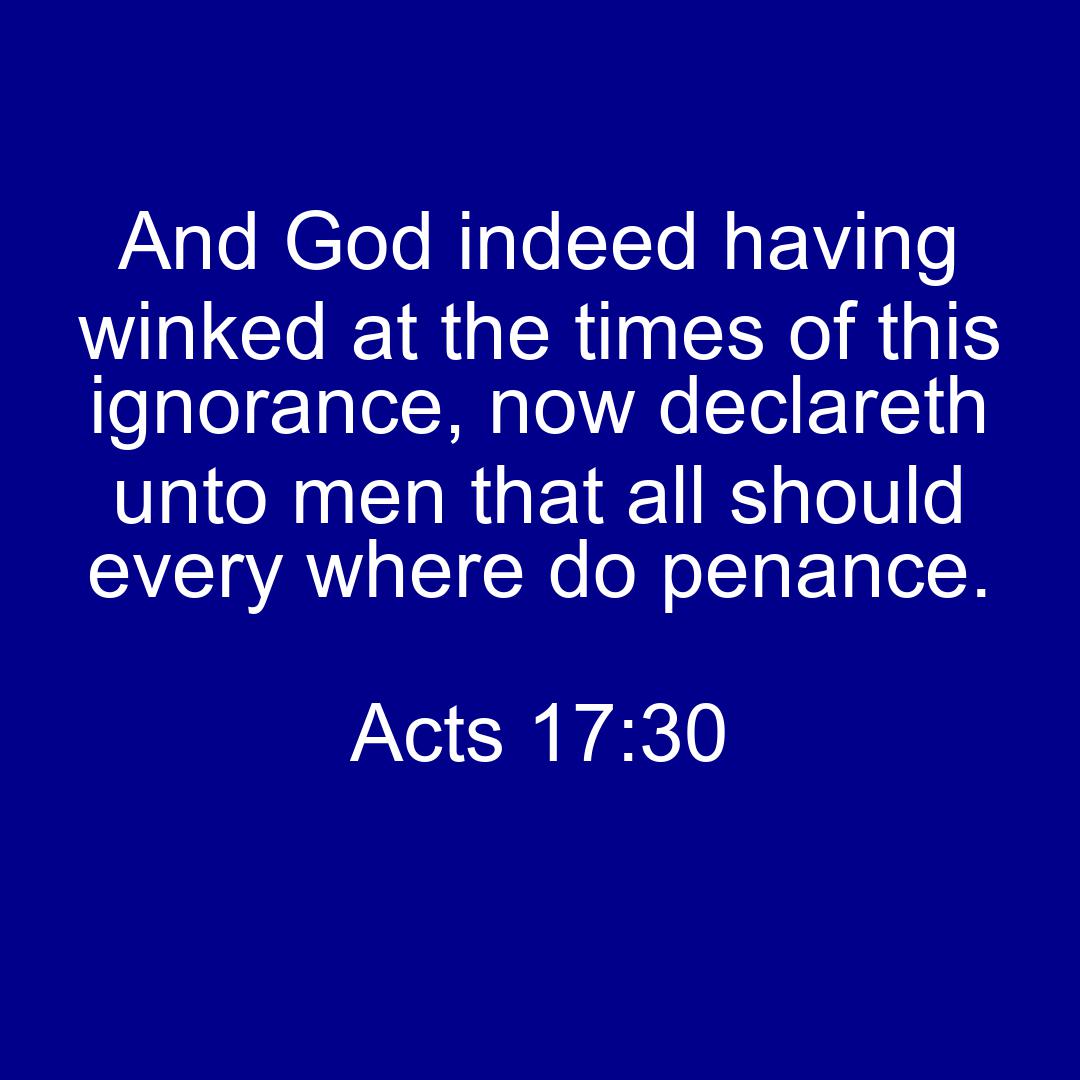 And God indeed having
winked at the times of this
ignorance, now declareth
unto men that all should
every where do penance.
Acts 17:30